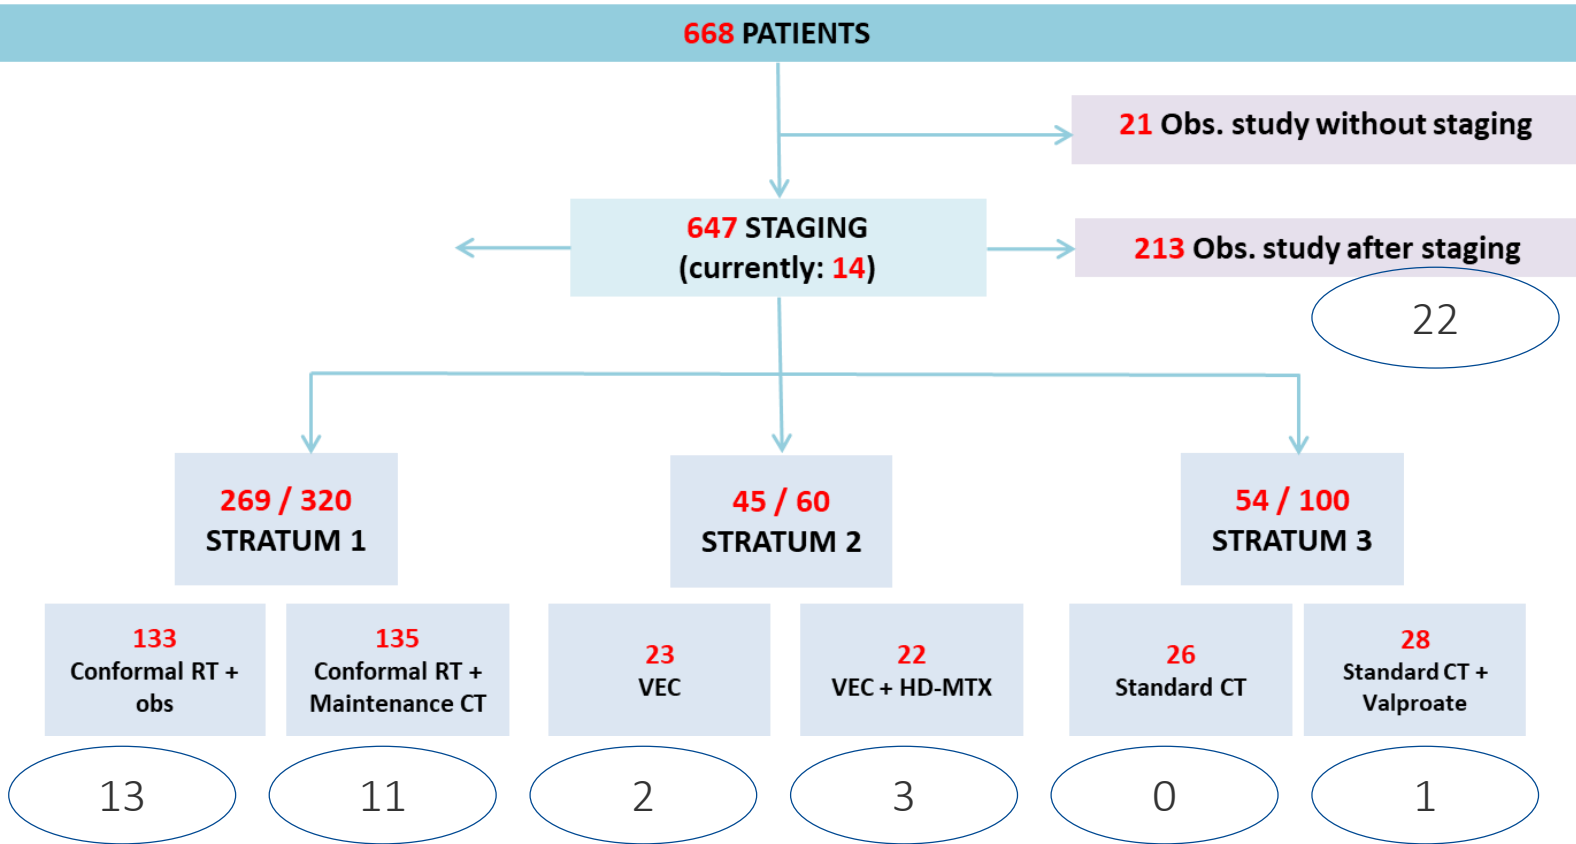 668 PATIENTS
21 Obs. study without staging
647 STAGING
(currently: 14)
213 Obs. study after staging
22
269 / 320
STRATUM 1
45 / 60
STRATUM 2
54 / 100
STRATUM 3
133
Conformal RT +
obs
135
Conformal RT +
Maintenance CT
23
VEC
22
VEC + HD-MTX
26
Standard CT
28
Standard CT +
Valproate
13
11
2
3
0
1